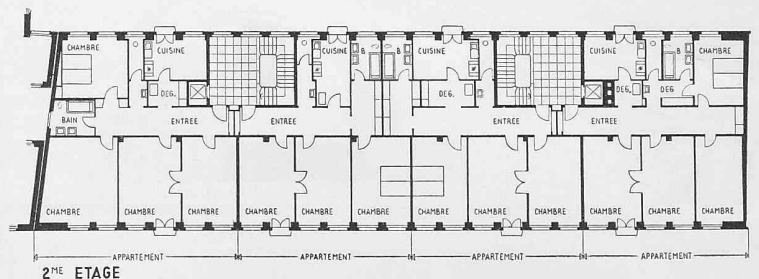 CHAMBRE CUISINE CUISINE B B CUISINE CUISINE B CHAMBRE
DEG. DEG. DEG. DEG
BAIN ENTREE ENTREE ENTREE ENTREE
CHAMBRE CHAMBRE CHAMBRE CHAMBRE CHAMBRE CHAMBRE CHAMBRE CHAMBRE CHAMBRE CHAMBRE CHAMBRE CHAMBRE
APPARTEMENT APPARTEMENT APPARTEMENT APPARTEMENT
2ME ETAGE